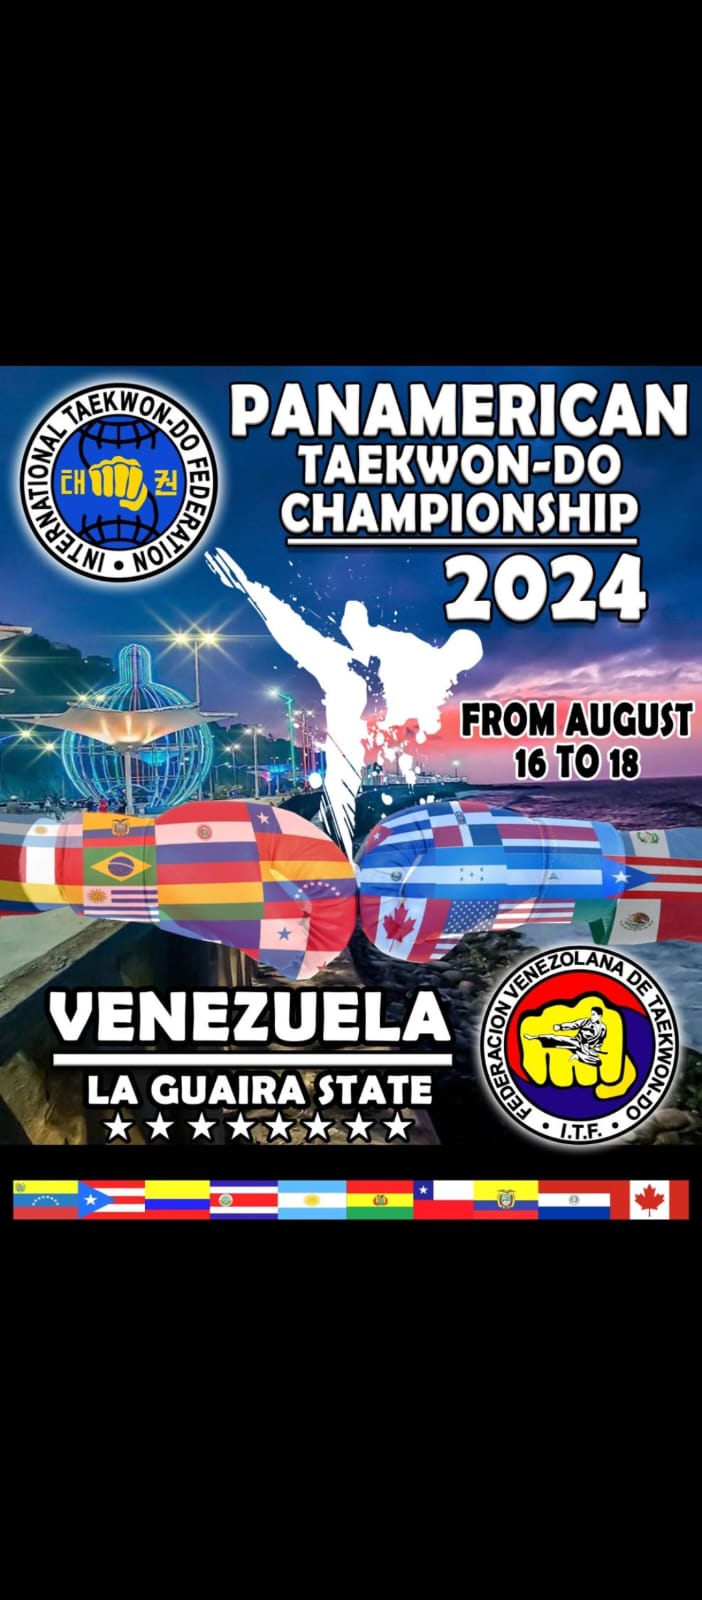 INTERNATIONAL TAEKWON-DO FEDERATION
태권
PANAMERICAN
TAEKWON-DO
CHAMPIONSHIP
2024
FROM AUGUST
16 TO 18
VENEZUELA
LA GUAIRA STATE
FEDERACION VENEZOLANA DE TAEKWON-DO
I.T.F.